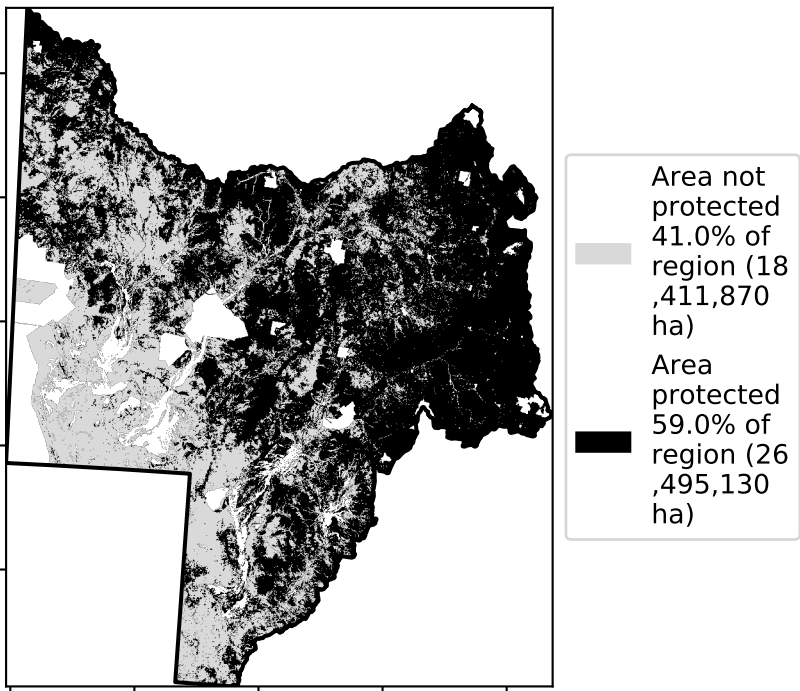 Area not
protected
41.0% of
region (18
,411,870
ha)
Area
protected
59.0% of
region (26
,495,130
ha)